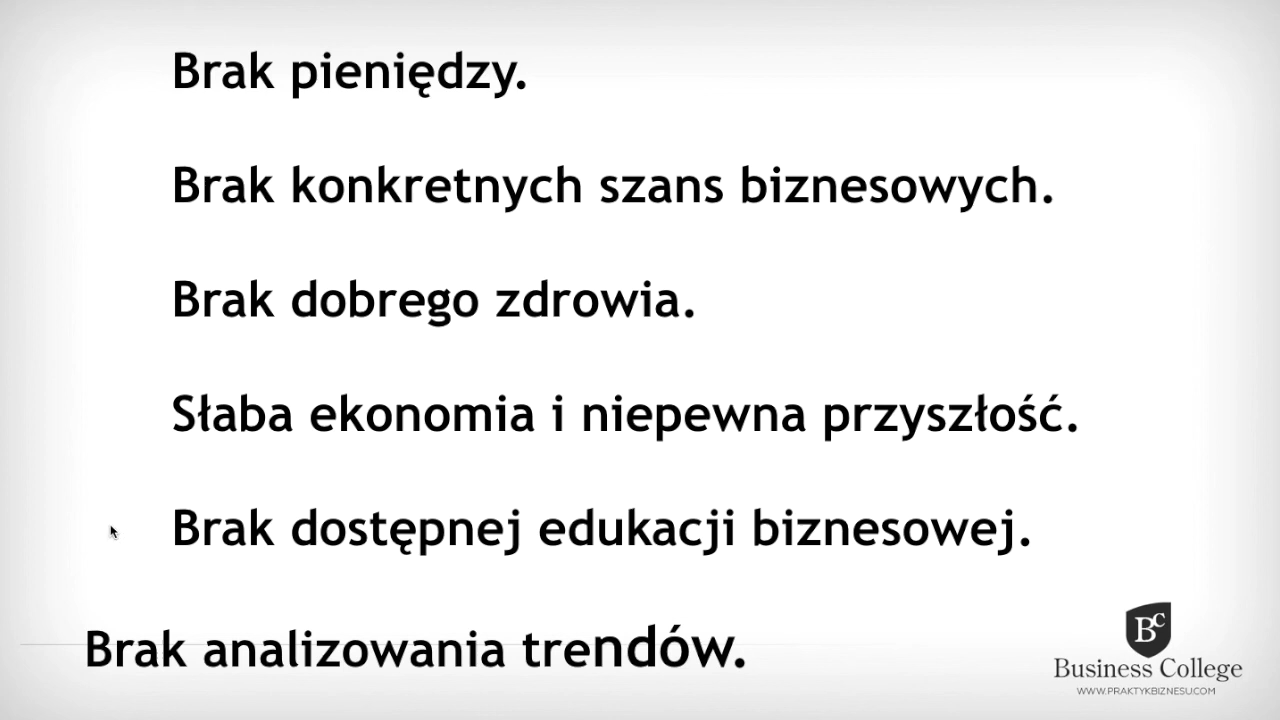 Brak pieniędzy.
Brak konkretnych szans biznesowych.
Brak dobrego zdrowia.
Słaba ekonomia i niepewna przyszłość.
Brak dostępnej edukacji biznesowej.
Brak analizowania trendów.
BC
Business College
WWW.PRAKTYKBIZNESU.COM